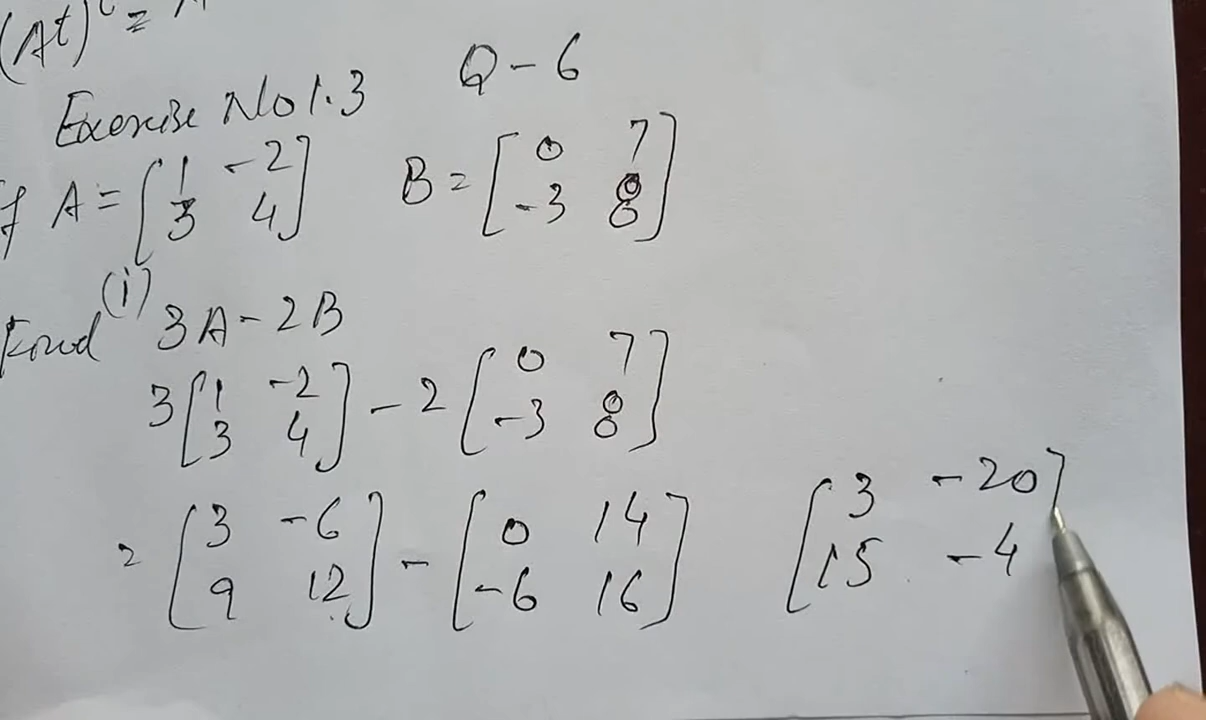 (At)t =
Exercise No 1.3 Q - 6
If A = [1 -2; 3 4] B = [0 7; -3 8]
Find (i) 3A - 2B
3 [1 -2; 3 4] - 2 [0 7; -3 8]
= [3 -6; 9 12] - [0 14; -6 16] [3 -20; 15 -4